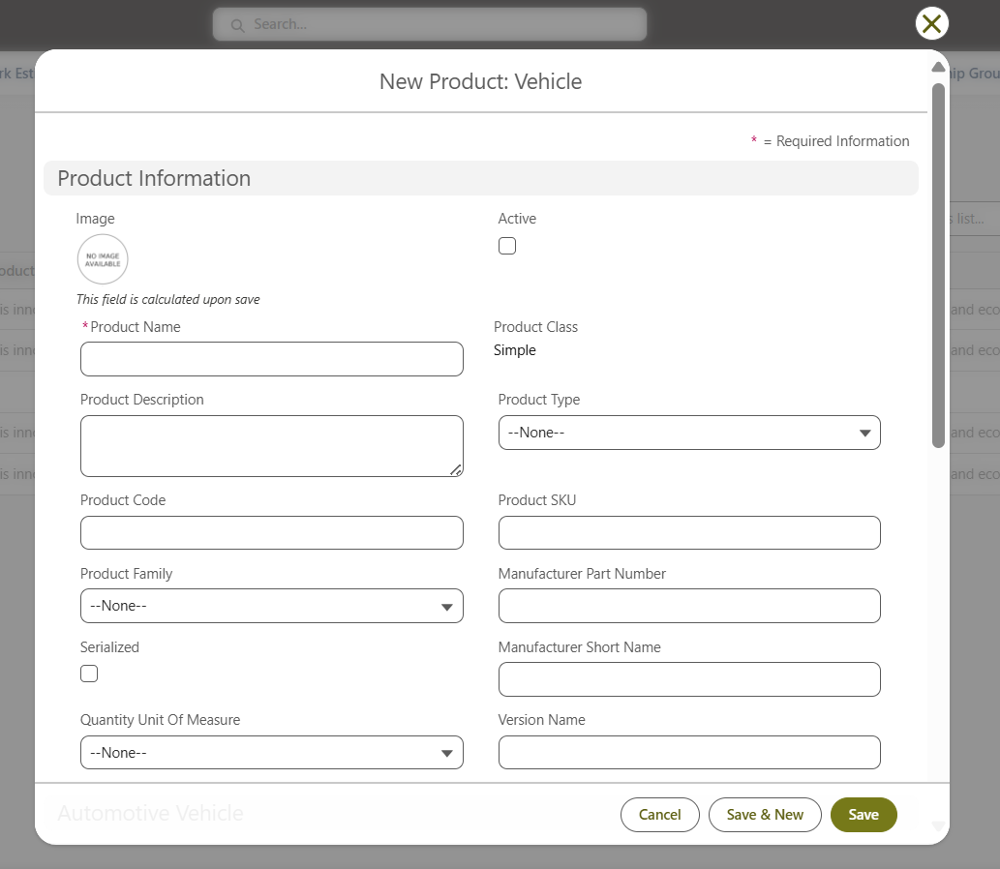 Search...
rk Est
ip Grou
New Product: Vehicle
* = Required Information
Product Information
Image
NO IMAGE
AVAILABLE
This field is calculated upon save
Active
*Product Name
Product Class
Simple
Product Description
Product Type
--None--
Product Code
Product SKU
Product Family
--None--
Manufacturer Part Number
Serialized
Manufacturer Short Name
Quantity Unit Of Measure
--None--
Version Name
Automotive Vehicle
Cancel
Save & New
Save
s list...
oduct
is inn
and eco
is inn
and eco
is inn
and eco
is inn
and eco